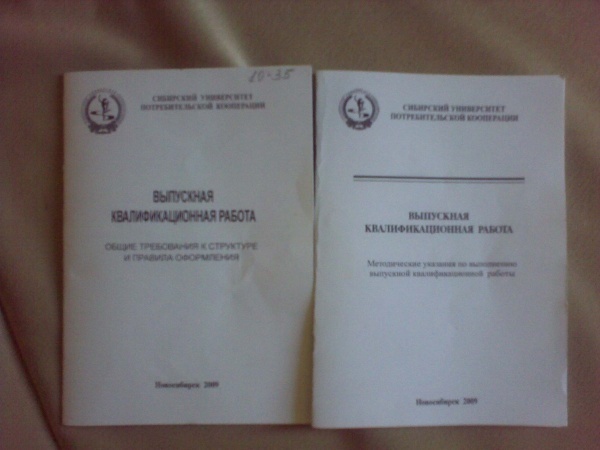 10-35
СИБИРСКИЙ УНИВЕРСИТЕТ
ПОТРЕБИТЕЛЬСКОЙ КООПЕРАЦИИ
ВЫПУСКНАЯ
КВАЛИФИКАЦИОННАЯ РАБОТА
ОБЩИЕ ТРЕБОВАНИЯ К СТРУКТУРЕ
И ПРАВИЛА ОФОРМЛЕНИЯ
Новосибирск 2009
СИБИРСКИЙ УНИВЕРСИТЕТ
ПОТРЕБИТЕЛЬСКОЙ КООПЕРАЦИИ
ВЫПУСКНАЯ
КВАЛИФИКАЦИОННАЯ РАБОТА
Методические указания по выполнению
выпускной квалификационной работы
Новосибирск 2009